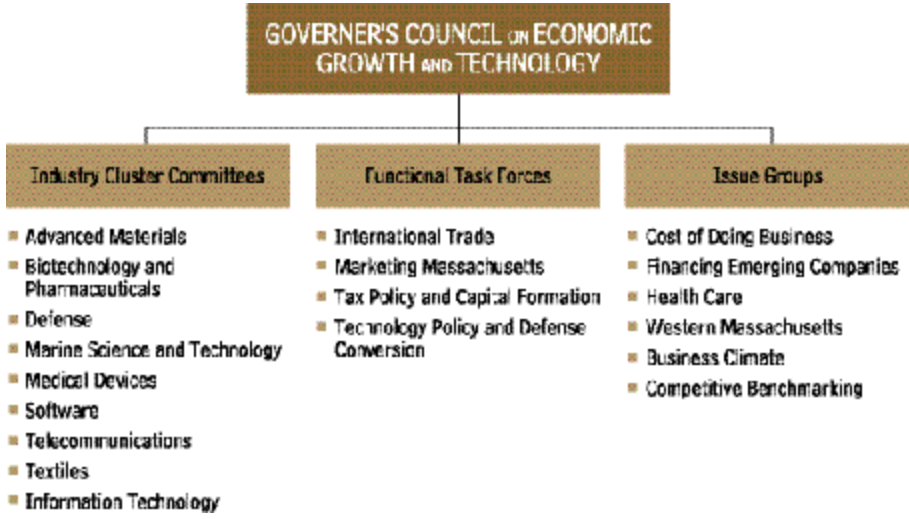 GOVERNER'S COUNCIL ON ECONOMIC
GROWTH AND TECHNOLOGY
Industry Cluster Committees
Advanced Materials
Biotechnology and
Pharmaceuticals
Defense
Marine Science and Technology
Medical Devices
Software
Telecommunications
Textiles
Information Technology
Functional Task Forces
International Trade
Marketing Massachusetts
Tax Policy and Capital Formation
Technology Policy and Defense
Conversion
Issue Groups
Cost of Doing Business
Financing Emerging Companies
Health Care
Western Massachusetts
Business Climate
Competitive Benchmarking